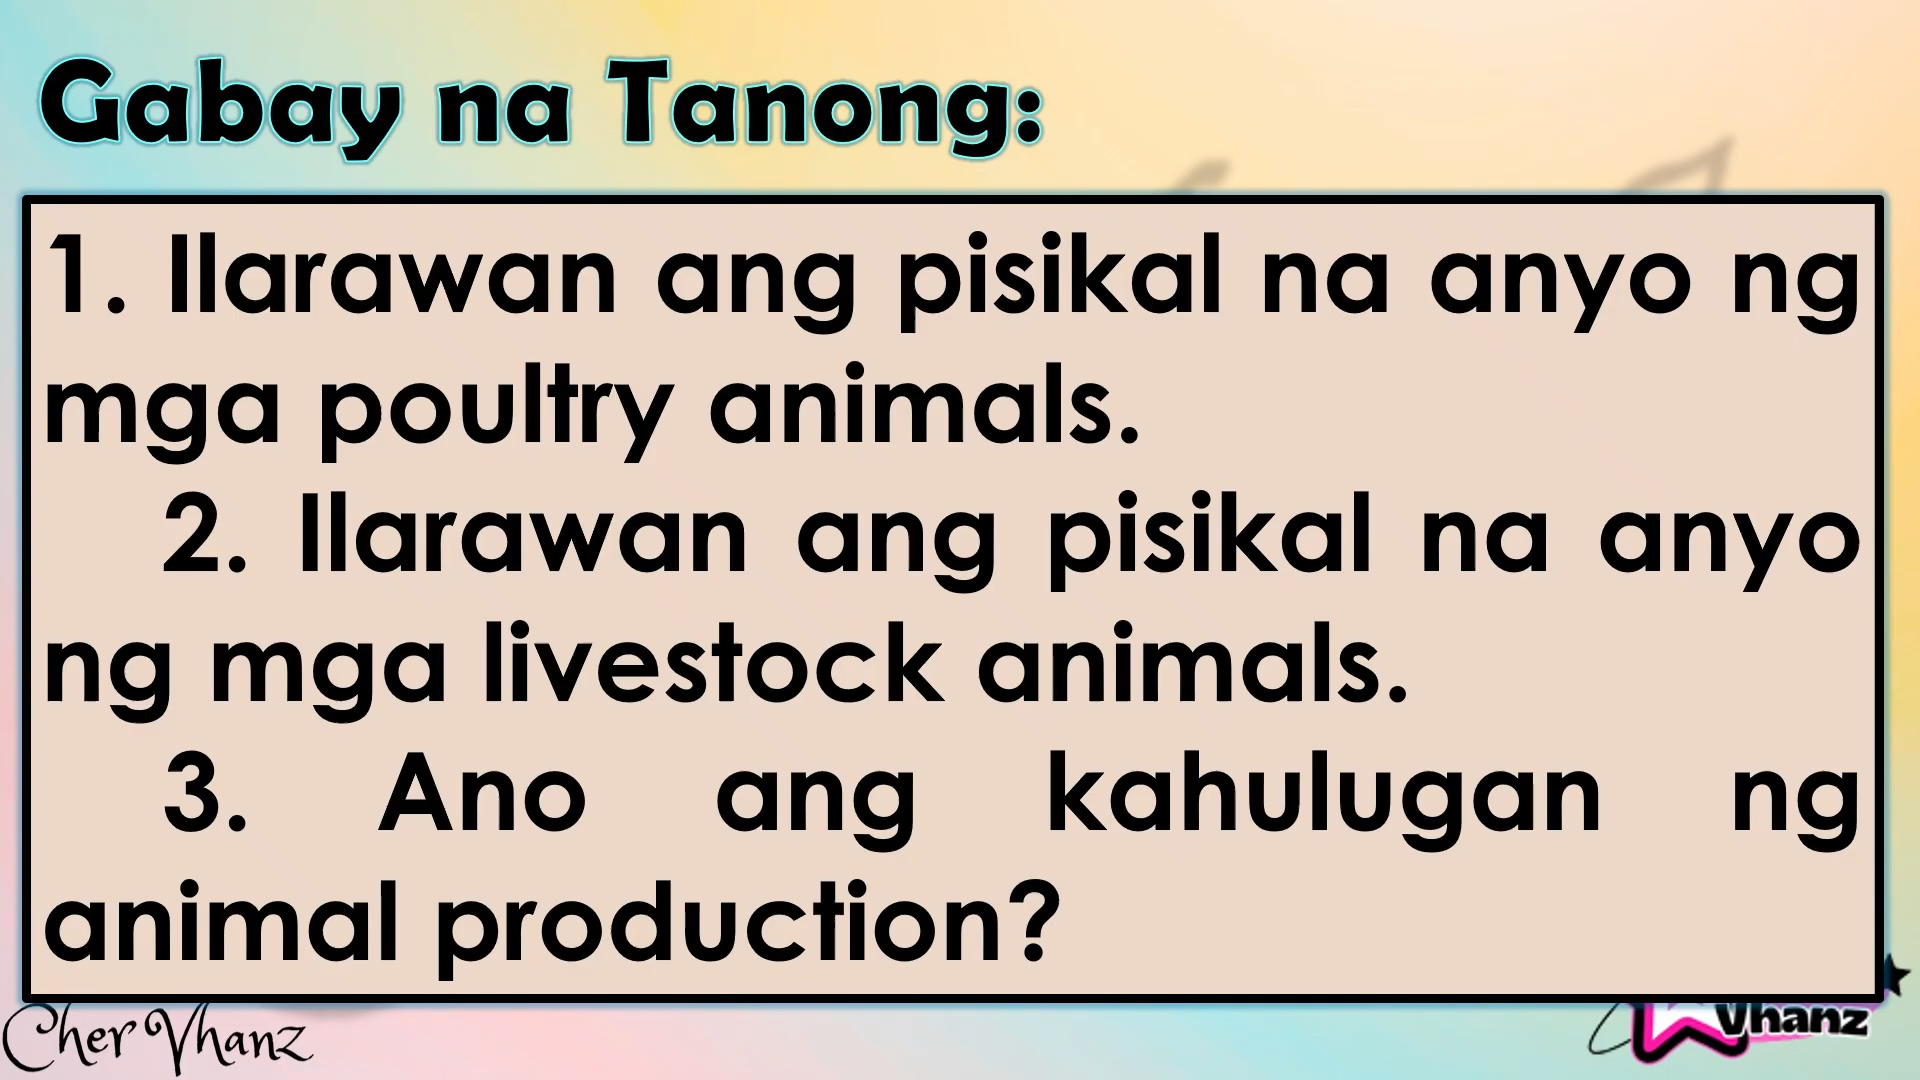 Gabay na Tanong:
1. Ilarawan ang pisikal na anyo ng
mga poultry animals.
2. Ilarawan ang pisikal na anyo
ng mga livestock animals.
3. Ano ang kahulugan ng
animal production?
Cher Vhanz
Vhanz